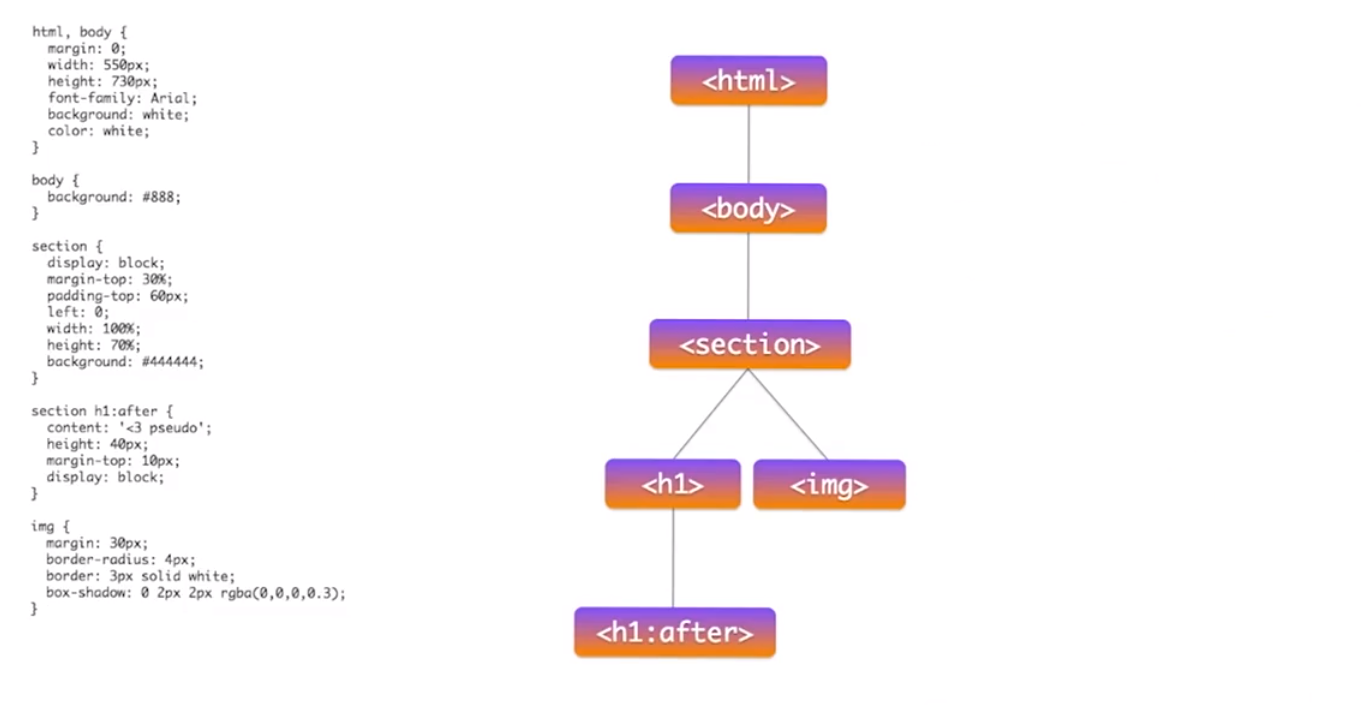 html, body {
margin: 0;
width: 550px;
height: 730px;
font-family: Arial;
background: white;
color: white;
}
body {
background: #888;
}
section {
display: block;
margin-top: 30%;
padding-top: 60px;
left: 0;
width: 100%;
height: 70%;
background: #444444;
}
section h1:after {
content: '<3 pseudo';
height: 40px;
margin-top: 10px;
display: block;
}
img {
margin: 30px;
border-radius: 4px;
border: 3px solid white;
box-shadow: 0 2px 2px rgba(0,0,0,0.3);
}
<html>
<body>
<section>
<h1>
<img>
<h1:after>